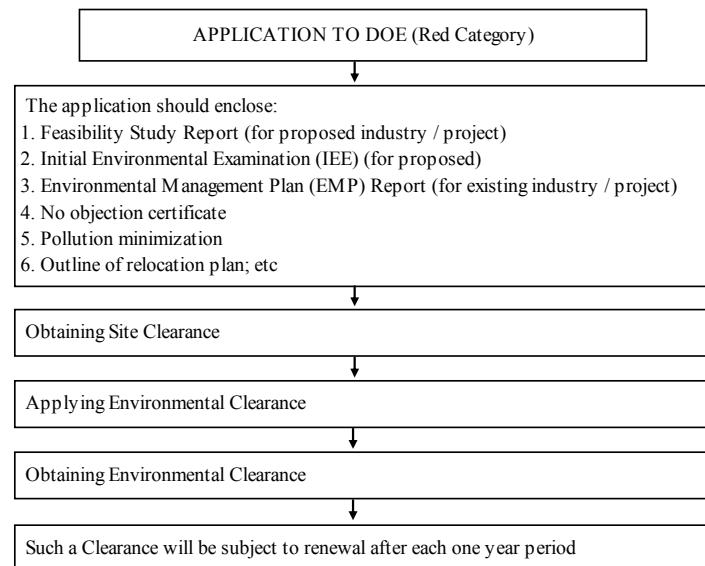 APPLICATION TO DOE (Red Category)
The application should enclose:
1. Feasibility Study Report (for proposed industry / project)
2. Initial Environmental Examination (IEE) (for proposed)
3. Environmental Management Plan (EMP) Report (for existing industry / project)
4. No objection certificate
5. Pollution minimization
6. Outline of relocation plan; etc
Obtaining Site Clearance
Applying Environmental Clearance
Obtaining Environmental Clearance
Such a Clearance will be subject to renewal after each one year period